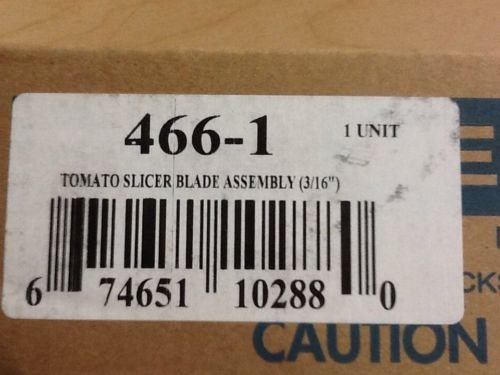 466-1 1 UNIT
TOMATO SLICER BLADE ASSEMBLY (3/16")
6 74651 10288 0
CAUTION